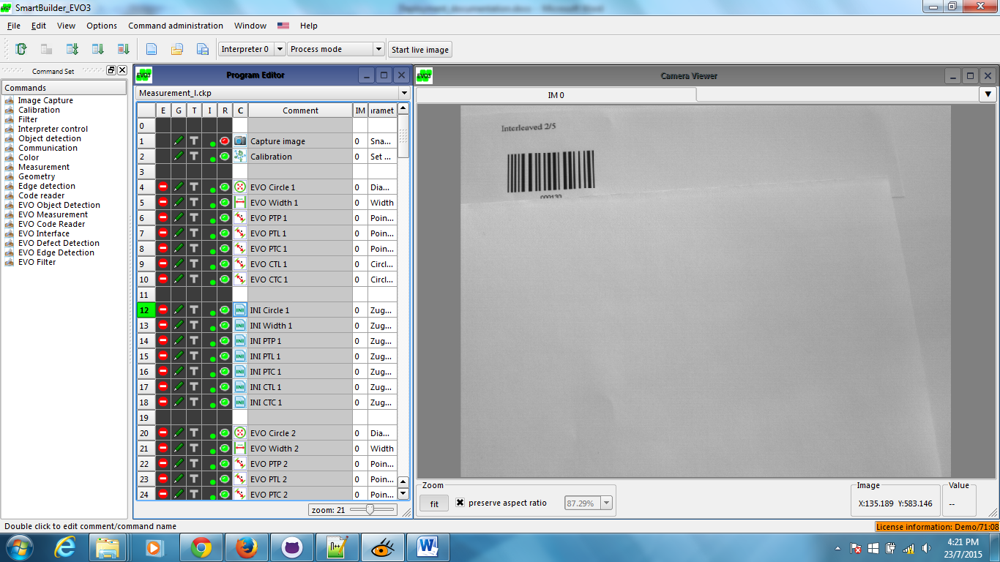 SmartBuilder_EVO3
File Edit View Options Command administration Window Help
Interpreter 0 Process mode Start live image
Command Set
Commands
Image Capture
Calibration
Filter
Interpreter control
Object detection
Communication
Color
Measurement
Geometry
Edge detection
Code reader
EVO Object Detection
EVO Measurement
EVO Code Reader
EVO Interface
EVO Defect Detection
EVO Edge Detection
EVO Filter
EVO3 Program Editor
Measurement_I.ckp
E G T I R C Comment IM aramet
0
1 T Capture image 0 Sna...
2 T Calibration 0 Set ...
3
4 T EVO Circle 1 0 Dia...
5 T EVO Width 1 0 Width
6 T EVO PTP 1 0 Poin...
7 T EVO PTL 1 0 Poin...
8 T EVO PTC 1 0 Poin...
9 T EVO CTL 1 0 Circl...
10 T EVO CTC 1 0 Circl...
11
12 T INI INI Circle 1 0 Zug...
13 T INI INI Width 1 0 Zug...
14 T INI INI PTP 1 0 Zug...
15 T INI INI PTL 1 0 Zug...
16 T INI INI PTC 1 0 Zug...
17 T INI INI CTL 1 0 Zug...
18 T INI INI CTC 1 0 Zug...
19
20 T EVO Circle 2 0 Dia...
21 T EVO Width 2 0 Width
22 T EVO PTP 2 0 Poin...
23 T EVO PTL 2 0 Poin...
24 T EVO PTC 2 0 Poin...
zoom: 21
EVO3 Camera Viewer
IM 0
Interleaved 2/5
000130
Zoom
fit preserve aspect ratio 87.29%
Image
X:135.189 Y:583.146
Value
--
Double click to edit comment/command name
License information: Demo/71:08
4:21 PM
23/7/2015